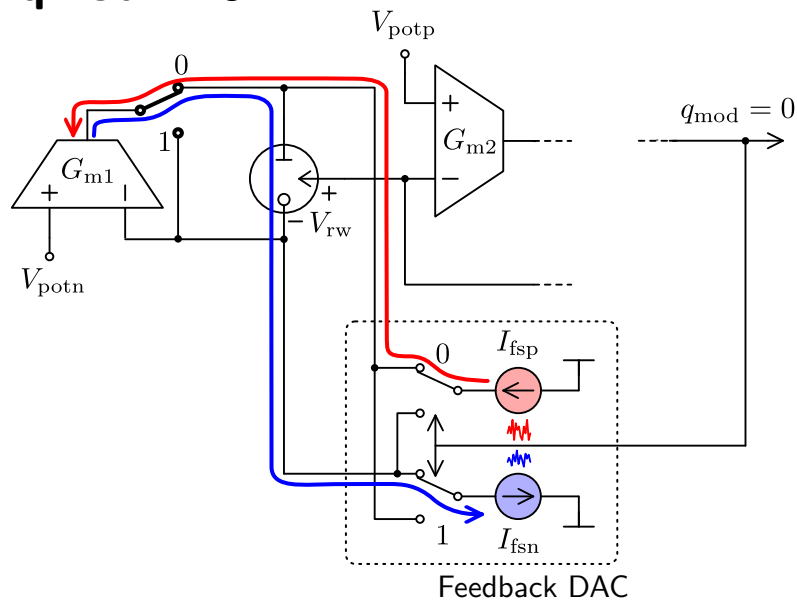 V_potp
0
q_mod = 0
+
G_m2
1
G_m1
+ −
+
−
− V_rw
V_potn
I_fsp
0
1
I_fsn
Feedback DAC